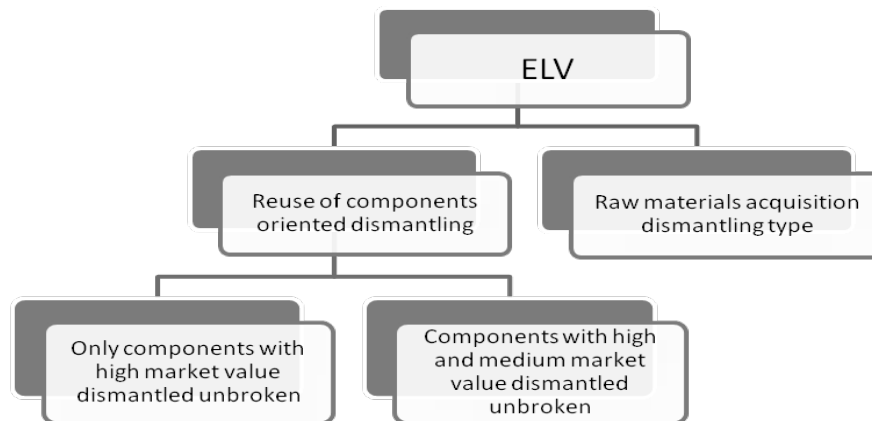 ELV
Reuse of components
oriented dismantling
Raw materials acquisition
dismantling type
Only components with
high market value
dismantled unbroken
Components with high
and medium market
value dismantled
unbroken